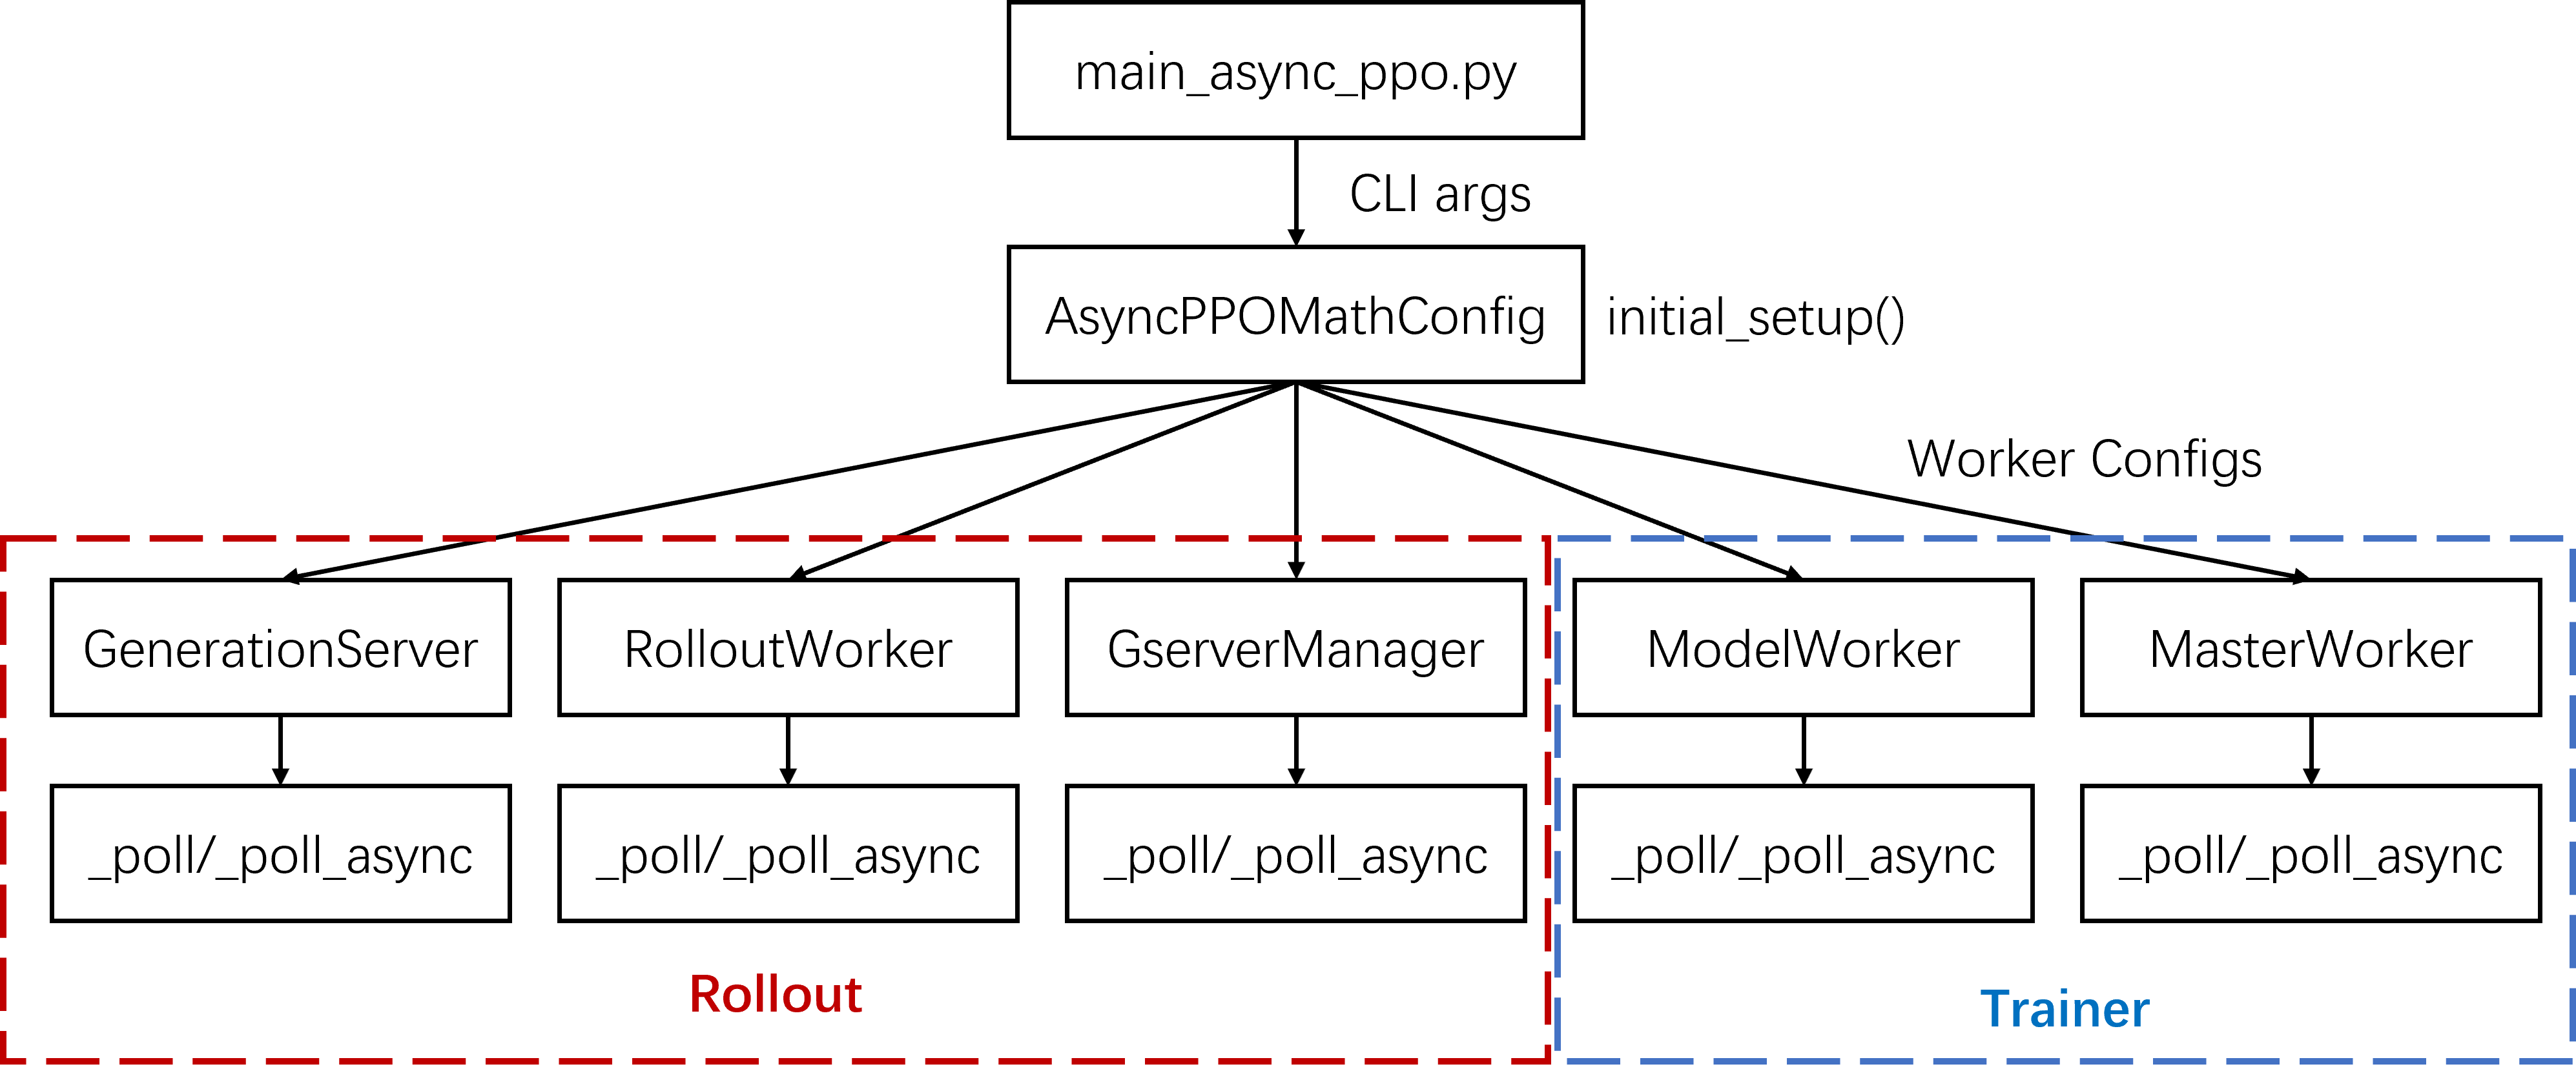 main_async_ppo.py
CLI args
AsyncPPOMathConfig
initial_setup()
Worker Configs
GenerationServer
RolloutWorker
GserverManager
ModelWorker
MasterWorker
_poll/_poll_async
_poll/_poll_async
_poll/_poll_async
_poll/_poll_async
_poll/_poll_async
Rollout
Trainer